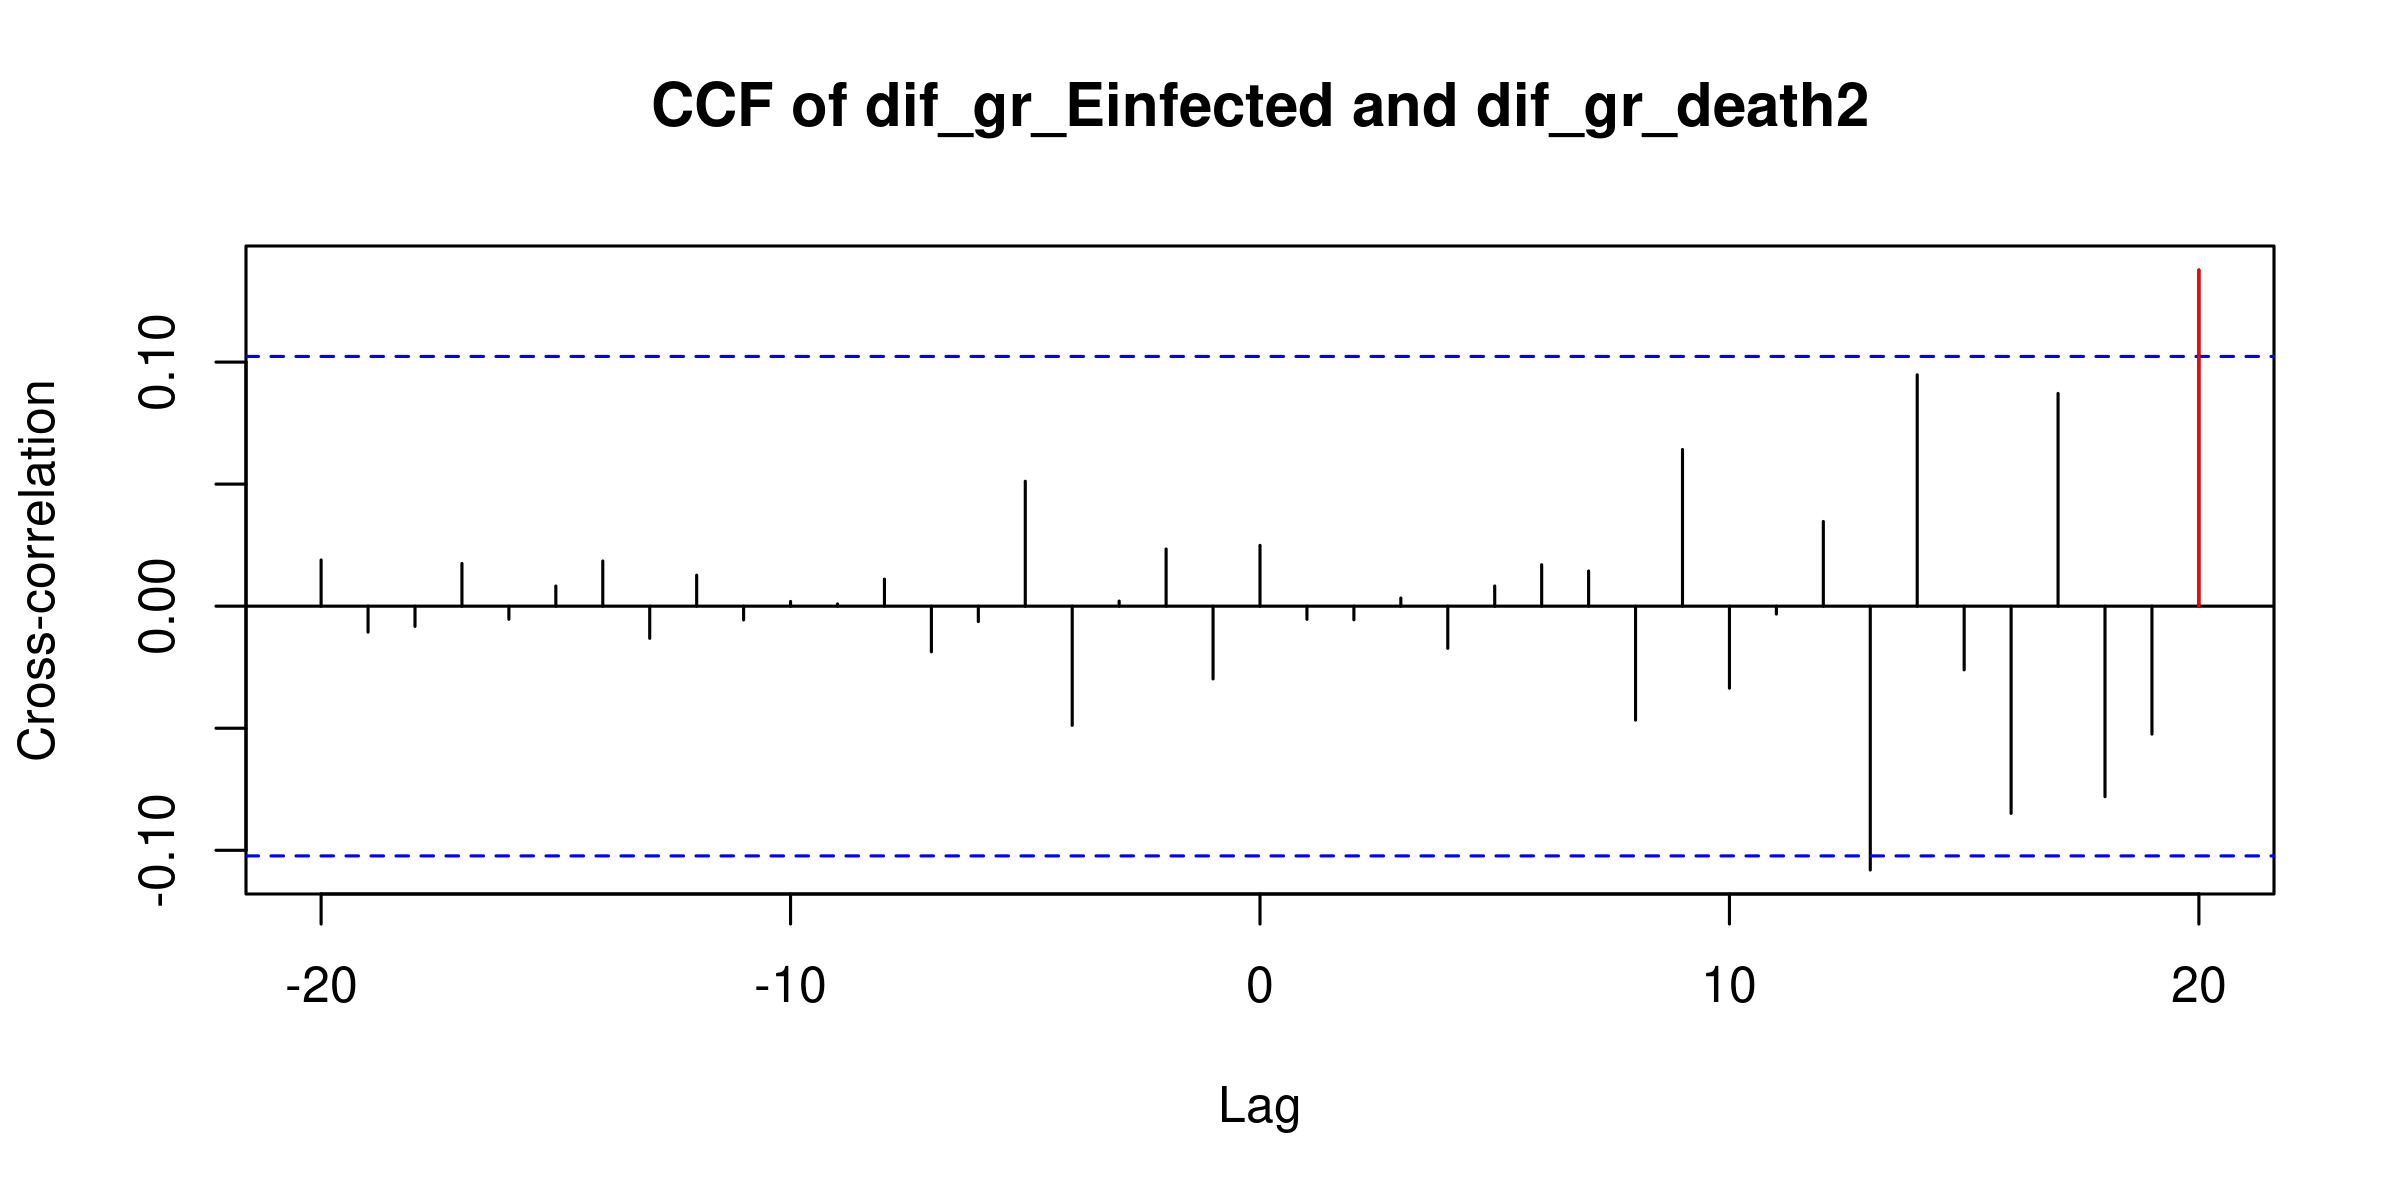 CCF of dif_gr_Einfected and dif_gr_death2
Cross-correlation
0.10
0.00
-0.10
-20 -10 0 10 20
Lag